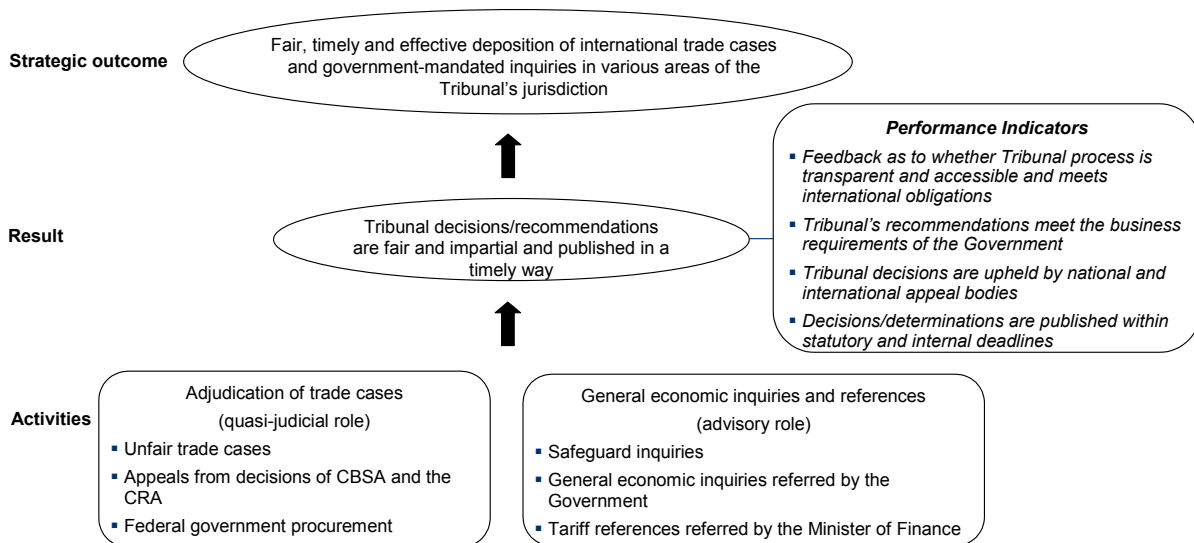 Strategic outcome
Fair, timely and effective deposition of international trade cases
and government-mandated inquiries in various areas of the
Tribunal's jurisdiction
Performance Indicators
▪ Feedback as to whether Tribunal process is
transparent and accessible and meets
international obligations
▪ Tribunal's recommendations meet the business
requirements of the Government
▪ Tribunal decisions are upheld by national and
international appeal bodies
▪ Decisions/determinations are published within
statutory and internal deadlines
Result
Tribunal decisions/recommendations
are fair and impartial and published in a
timely way
Activities
Adjudication of trade cases
(quasi-judicial role)
▪ Unfair trade cases
▪ Appeals from decisions of CBSA and the
CRA
▪ Federal government procurement
General economic inquiries and references
(advisory role)
▪ Safeguard inquiries
▪ General economic inquiries referred by the
Government
▪ Tariff references referred by the Minister of Finance